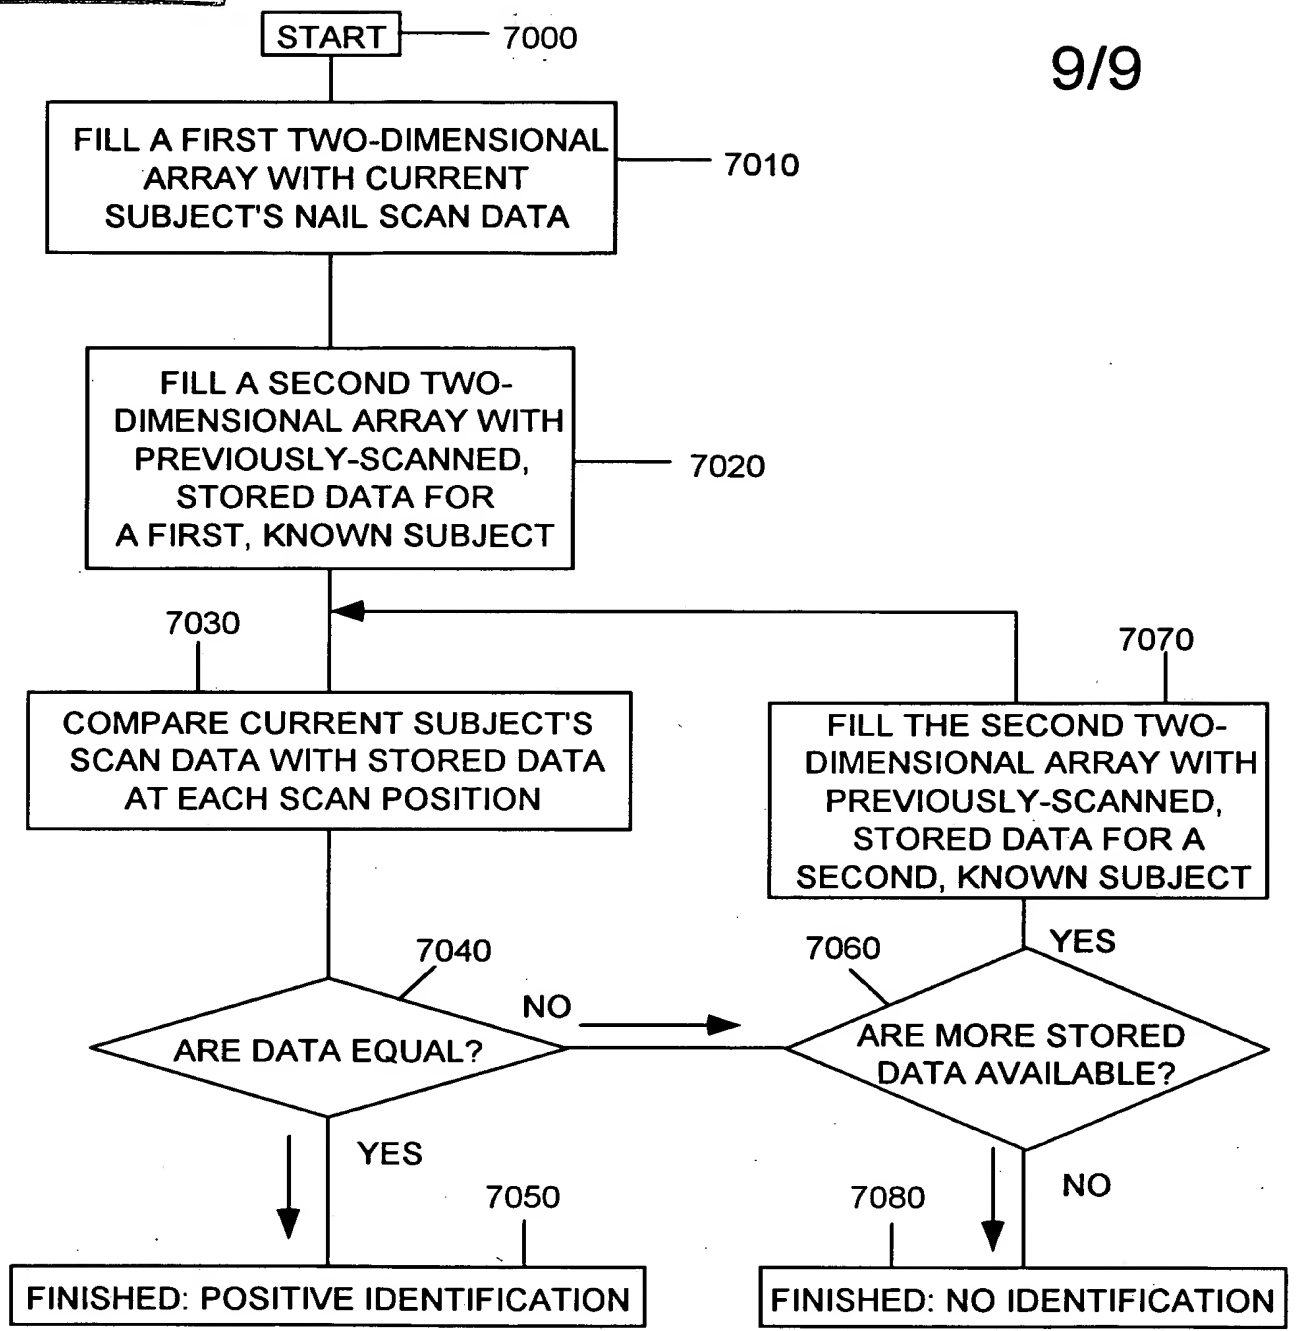 START
7000
9/9
FILL A FIRST TWO-DIMENSIONAL
ARRAY WITH CURRENT
SUBJECT'S NAIL SCAN DATA
7010
FILL A SECOND TWO-
DIMENSIONAL ARRAY WITH
PREVIOUSLY-SCANNED,
STORED DATA FOR
A FIRST, KNOWN SUBJECT
7020
7030
COMPARE CURRENT SUBJECT'S
SCAN DATA WITH STORED DATA
AT EACH SCAN POSITION
7070
FILL THE SECOND TWO-
DIMENSIONAL ARRAY WITH
PREVIOUSLY-SCANNED,
STORED DATA FOR A
SECOND, KNOWN SUBJECT
7040
ARE DATA EQUAL?
NO
7060
YES
ARE MORE STORED
DATA AVAILABLE?
YES
7050
FINISHED: POSITIVE IDENTIFICATION
NO
7080
FINISHED: NO IDENTIFICATION